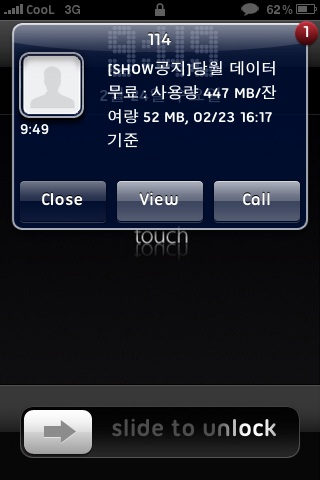 CooL 3G 62%
1
114
[SHOW공지]당월 데이터
무료 : 사용량 447 MB/잔
여량 52 MB, 02/23 16:17
기준
9:49
Close View Call
touch
slide to unlock